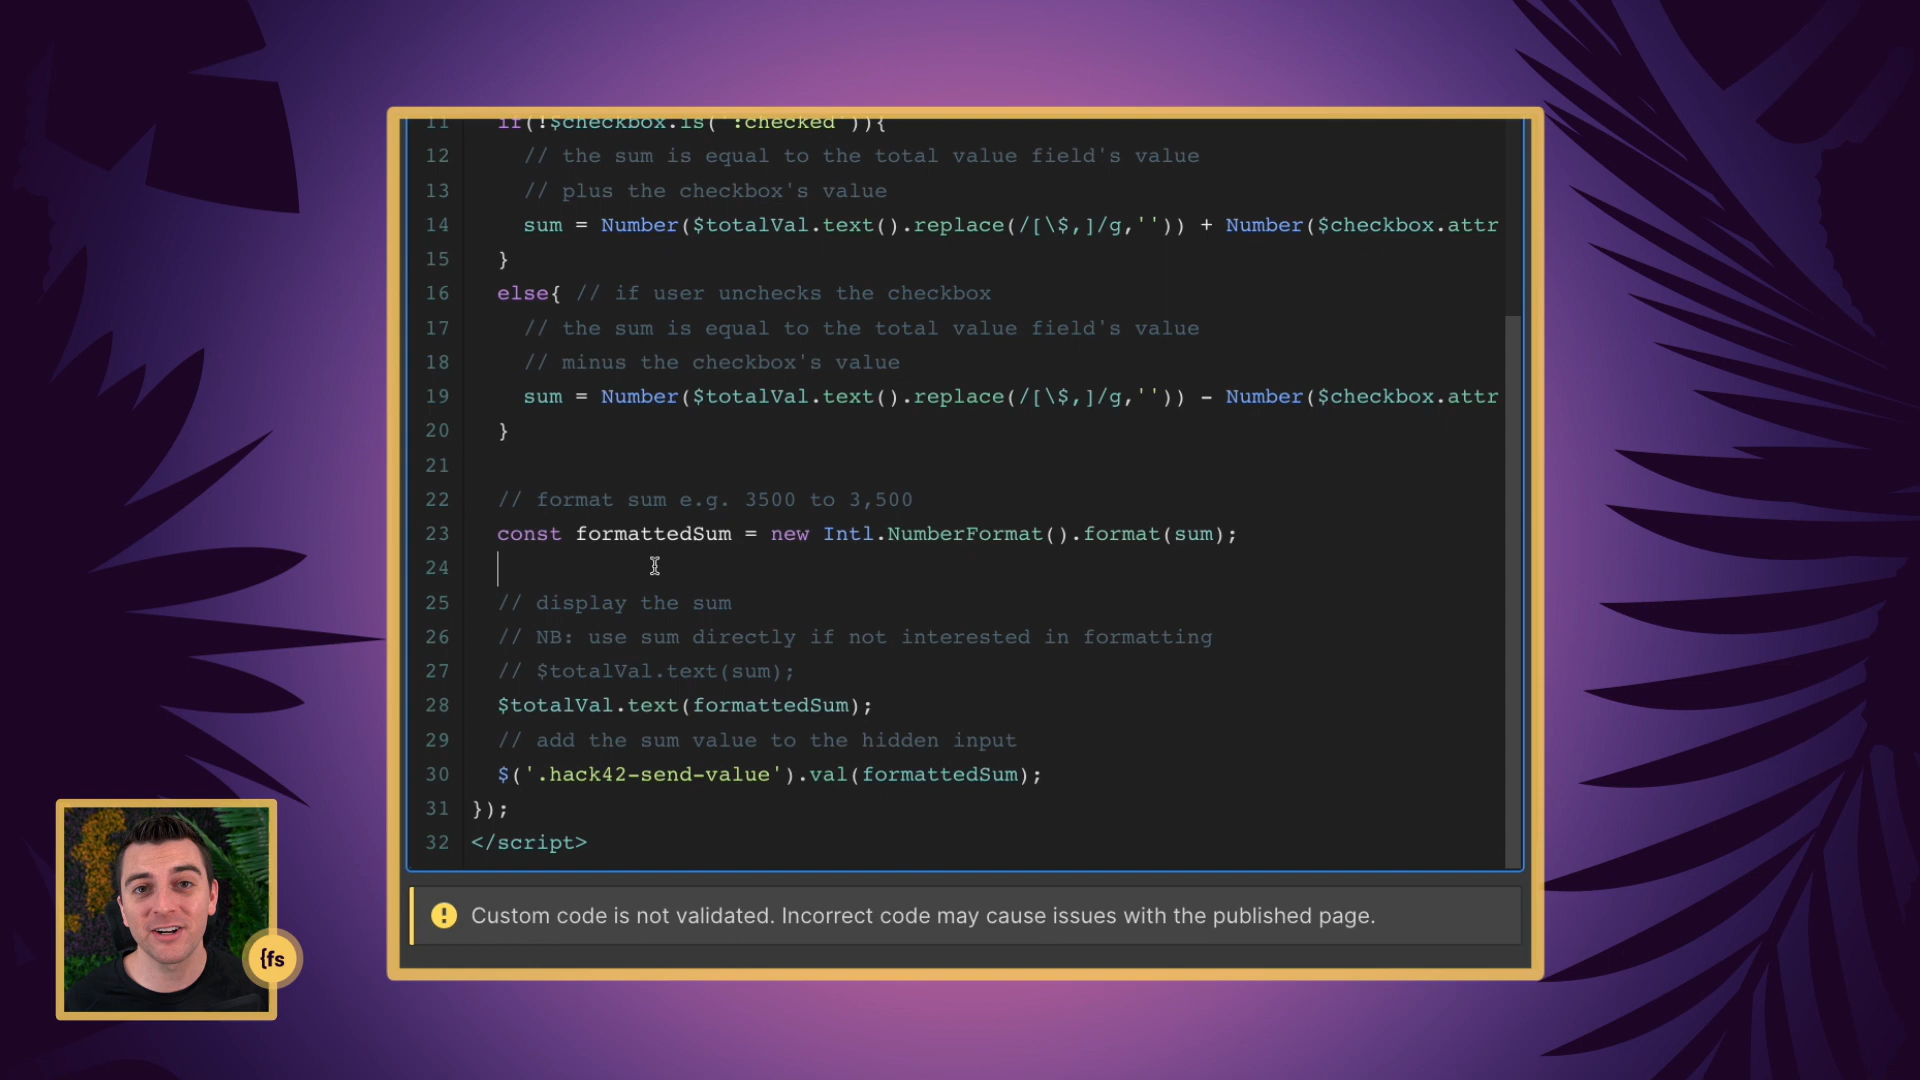 11 if(!$checkbox.is(':checked')){
12 // the sum is equal to the total value field's value
13 // plus the checkbox's value
14 sum = Number($totalVal.text().replace(/[\$,]/g,'')) + Number($checkbox.attr
15 }
16 else{ // if user unchecks the checkbox
17 // the sum is equal to the total value field's value
18 // minus the checkbox's value
19 sum = Number($totalVal.text().replace(/[\$,]/g,'')) - Number($checkbox.attr
20 }
21
22 // format sum e.g. 3500 to 3,500
23 const formattedSum = new Intl.NumberFormat().format(sum);
24
25 // display the sum
26 // NB: use sum directly if not interested in formatting
27 // $totalVal.text(sum);
28 $totalVal.text(formattedSum);
29 // add the sum value to the hidden input
30 $('.hack42-send-value').val(formattedSum);
31 });
32 </script>
Custom code is not validated. Incorrect code may cause issues with the published page.
{fs